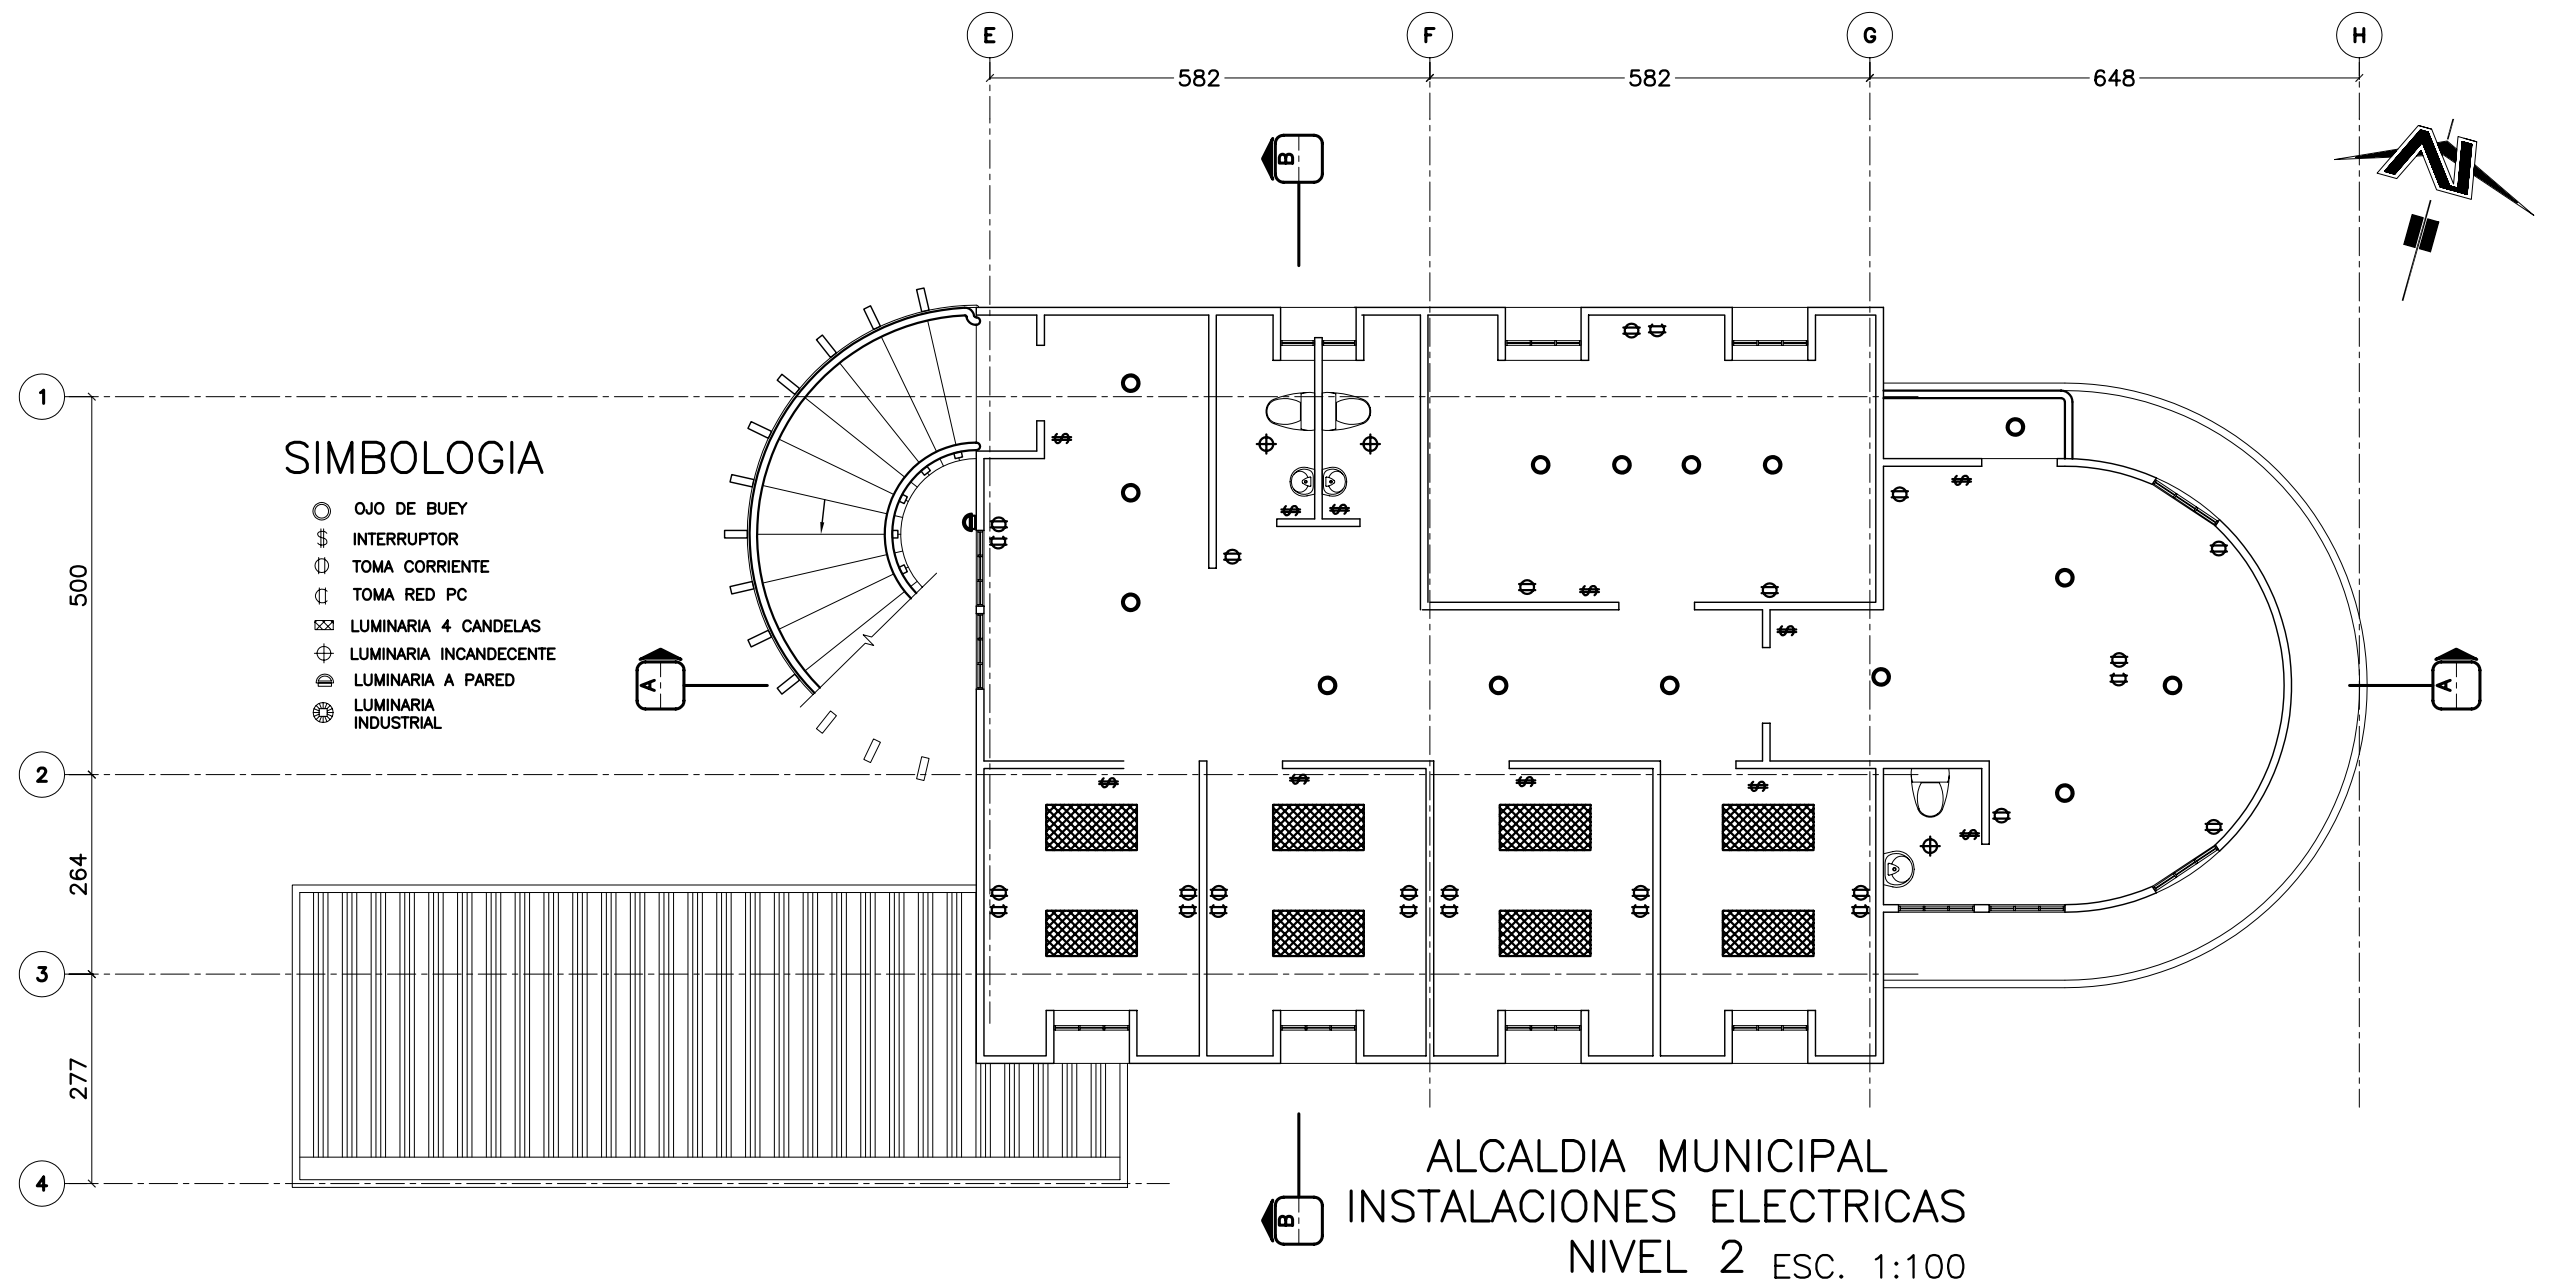 E F G H
582 582 648
B
N
1
SIMBOLOGIA
OJO DE BUEY
$ INTERRUPTOR
TOMA CORRIENTE
TOMA RED PC
LUMINARIA 4 CANDELAS
LUMINARIA INCANDECENTE
LUMINARIA A PARED
LUMINARIA
INDUSTRIAL
500
A A
2
264
3
277
4
B
ALCALDIA MUNICIPAL
INSTALACIONES ELECTRICAS
NIVEL 2 ESC. 1:100